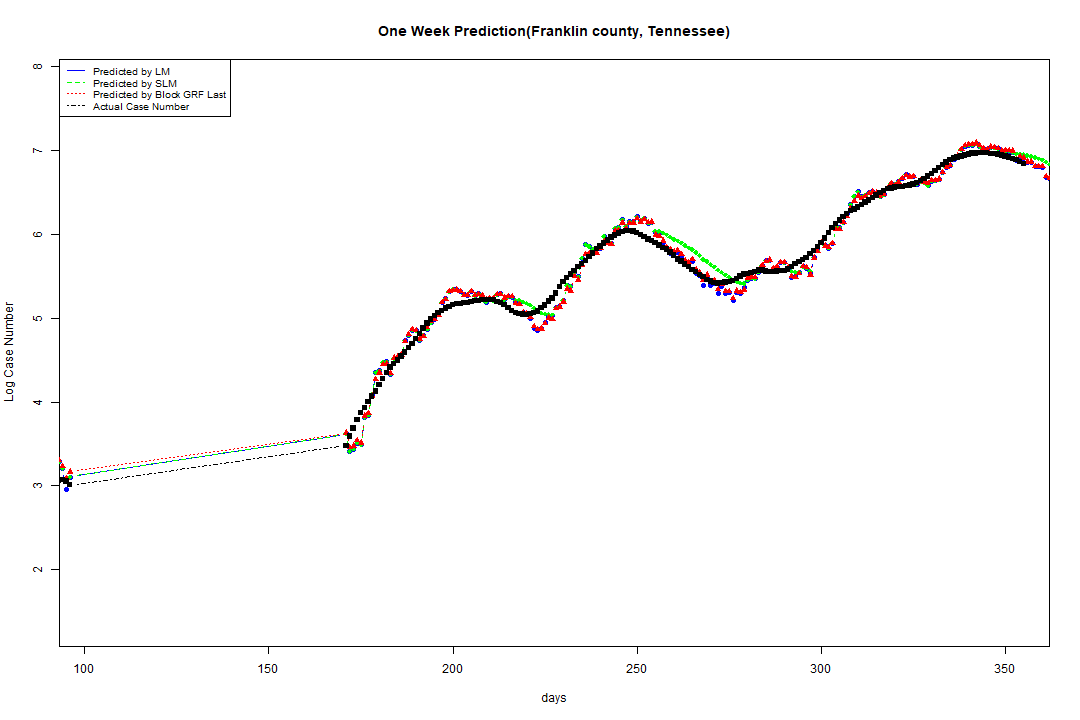 One Week Prediction(Franklin county, Tennessee)
Predicted by LM
Predicted by SLM
Predicted by Block GRF Last
Actual Case Number
8
7
6
5
4
3
2
Log Case Number
100 150 200 250 300 350
days